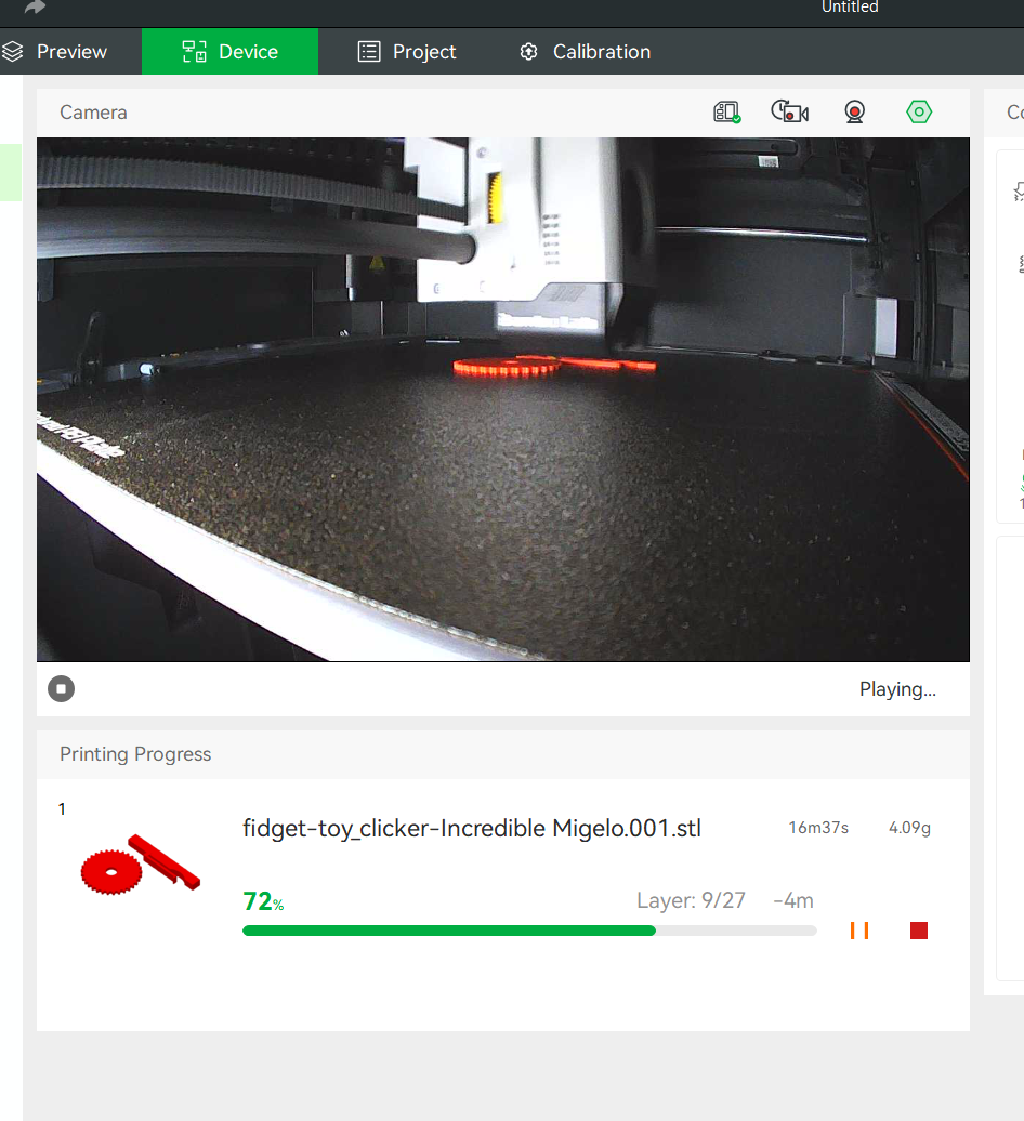 Untitled
Preview Device Project Calibration
Camera
Playing...
Printing Progress
1
fidget-toy_clicker-Incredible Migelo.001.stl 16m37s 4.09g
72% Layer: 9/27 -4m